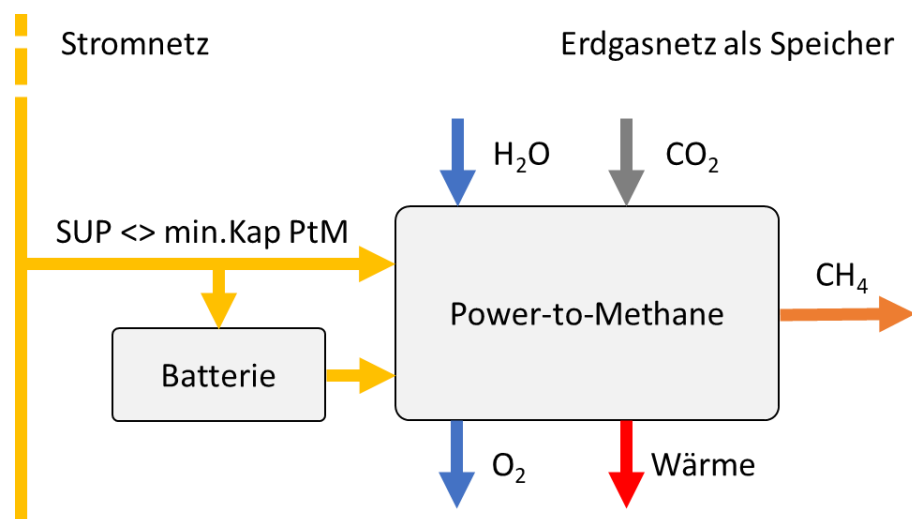 Stromnetz
Erdgasnetz als Speicher
H₂O
CO₂
SUP <> min.Kap PtM
CH₄
Power-to-Methane
Batterie
O₂
Wärme